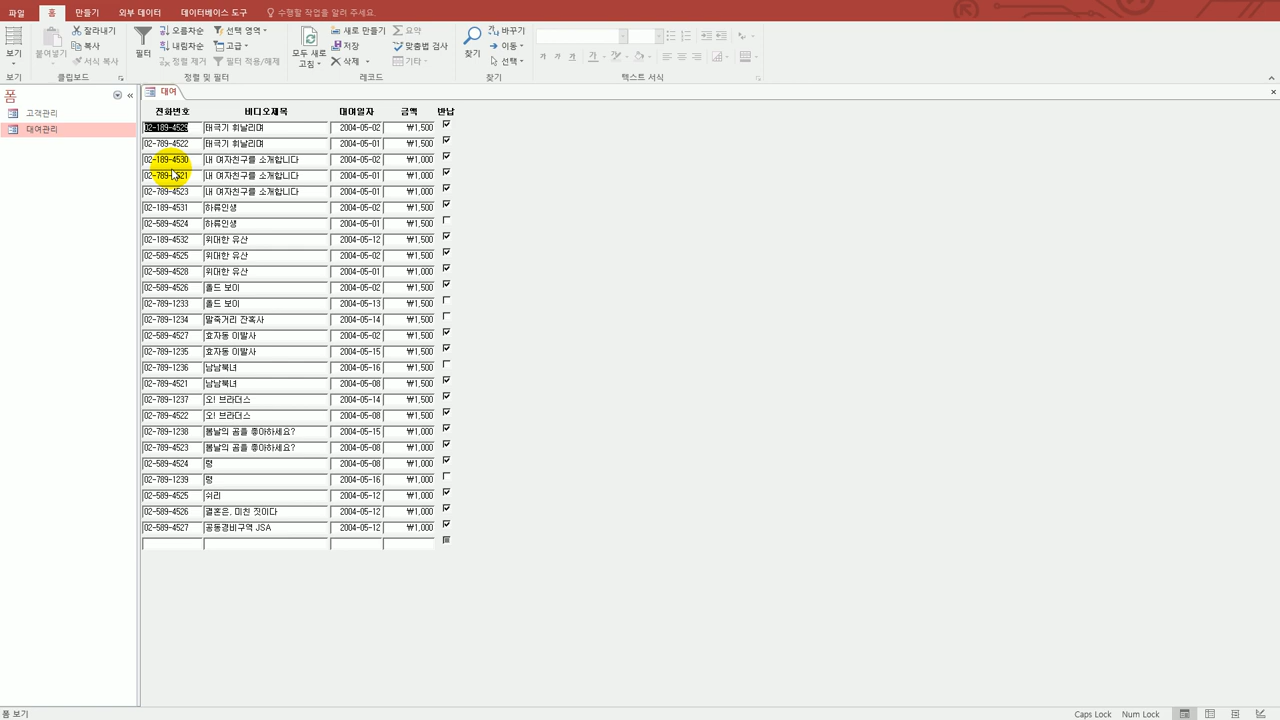 파일 홈 만들기 외부 데이터 데이터베이스 도구 수행할 작업을 알려 주세요.
보기 붙여넣기 잘라내기 복사 서식 복사 필터 오름차순 내림차순 정렬 제거 선택 영역 고급 필터 적용/해제 모두 새로 고침 새로 만들기 저장 삭제 요약 맞춤법 검사 기타 찾기 바꾸기 이동 선택
보기 클립보드 정렬 및 필터 레코드 찾기 텍스트 서식
폼 « 대여
고객관리
대여관리
전화번호 비디오제목 대여일자 금액 반납
02-189-4529 태극기 휘날리며 2004-05-02 ₩1,500
02-789-4522 태극기 휘날리며 2004-05-01 ₩1,500
02-189-4530 내 여자친구를 소개합니다 2004-05-02 ₩1,000
02-789-4521 내 여자친구를 소개합니다 2004-05-01 ₩1,000
02-789-4523 내 여자친구를 소개합니다 2004-05-01 ₩1,000
02-189-4531 하류인생 2004-05-02 ₩1,500
02-589-4524 하류인생 2004-05-01 ₩1,500
02-189-4532 위대한 유산 2004-05-12 ₩1,500
02-589-4525 위대한 유산 2004-05-02 ₩1,500
02-589-4528 위대한 유산 2004-05-01 ₩1,000
02-589-4526 올드 보이 2004-05-02 ₩1,500
02-789-1233 올드 보이 2004-05-13 ₩1,500
02-789-1234 말죽거리 잔혹사 2004-05-14 ₩1,500
02-589-4527 효자동 이발사 2004-05-02 ₩1,500
02-789-1235 효자동 이발사 2004-05-15 ₩1,500
02-789-1236 남남북녀 2004-05-16 ₩1,500
02-789-4521 남남북녀 2004-05-08 ₩1,500
02-789-1237 오! 브라더스 2004-05-14 ₩1,500
02-789-4522 오! 브라더스 2004-05-08 ₩1,500
02-789-1238 봄날의 곰을 좋아하세요? 2004-05-15 ₩1,000
02-789-4523 봄날의 곰을 좋아하세요? 2004-05-08 ₩1,000
02-589-4524 령 2004-05-08 ₩1,000
02-789-1239 령 2004-05-16 ₩1,000
02-589-4525 쉬리 2004-05-12 ₩1,000
02-589-4526 결혼은, 미친 짓이다 2004-05-12 ₩1,000
02-589-4527 공동경비구역 JSA 2004-05-12 ₩1,000
폼 보기 Caps Lock Num Lock